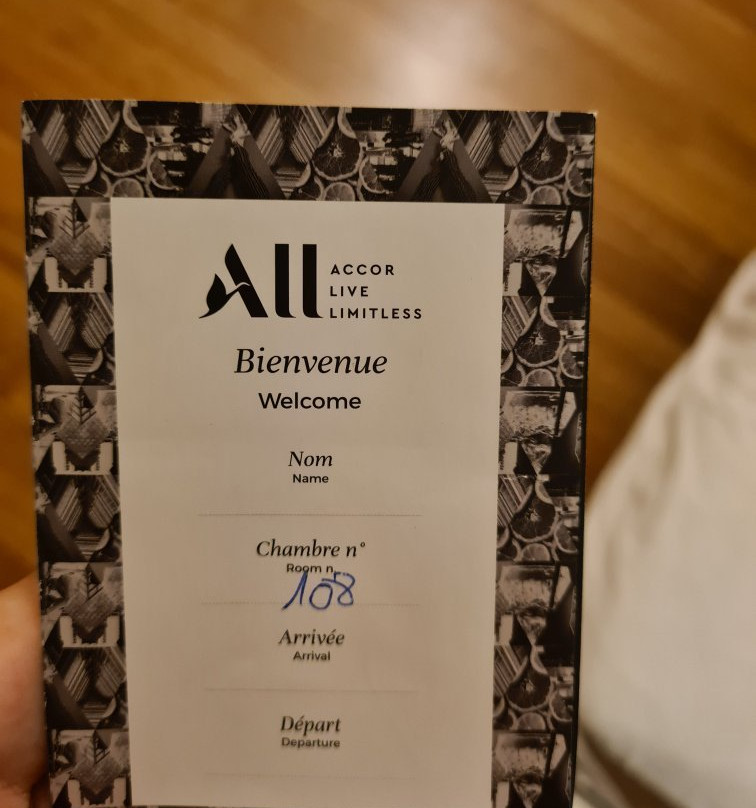 All ACCOR
LIVE
LIMITLESS
Bienvenue
Welcome
Nom
Name
Chambre n°
Room n.
108
Arrivée
Arrival
Départ
Departure